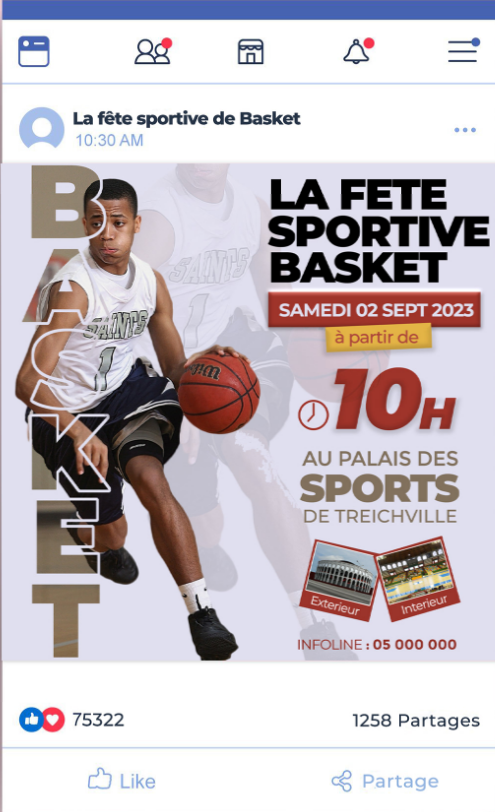 La fête sportive de Basket
10:30 AM
BASKET
LA FETE
SPORTIVE
BASKET
SAMEDI 02 SEPT 2023
à partir de
10H
AU PALAIS DES
SPORTS
DE TREICHVILLE
Exterieur
Interieur
INFOLINE : 05 000 000
SAINTS
1
SAINTS
1
75322
1258 Partages
Like
Partage